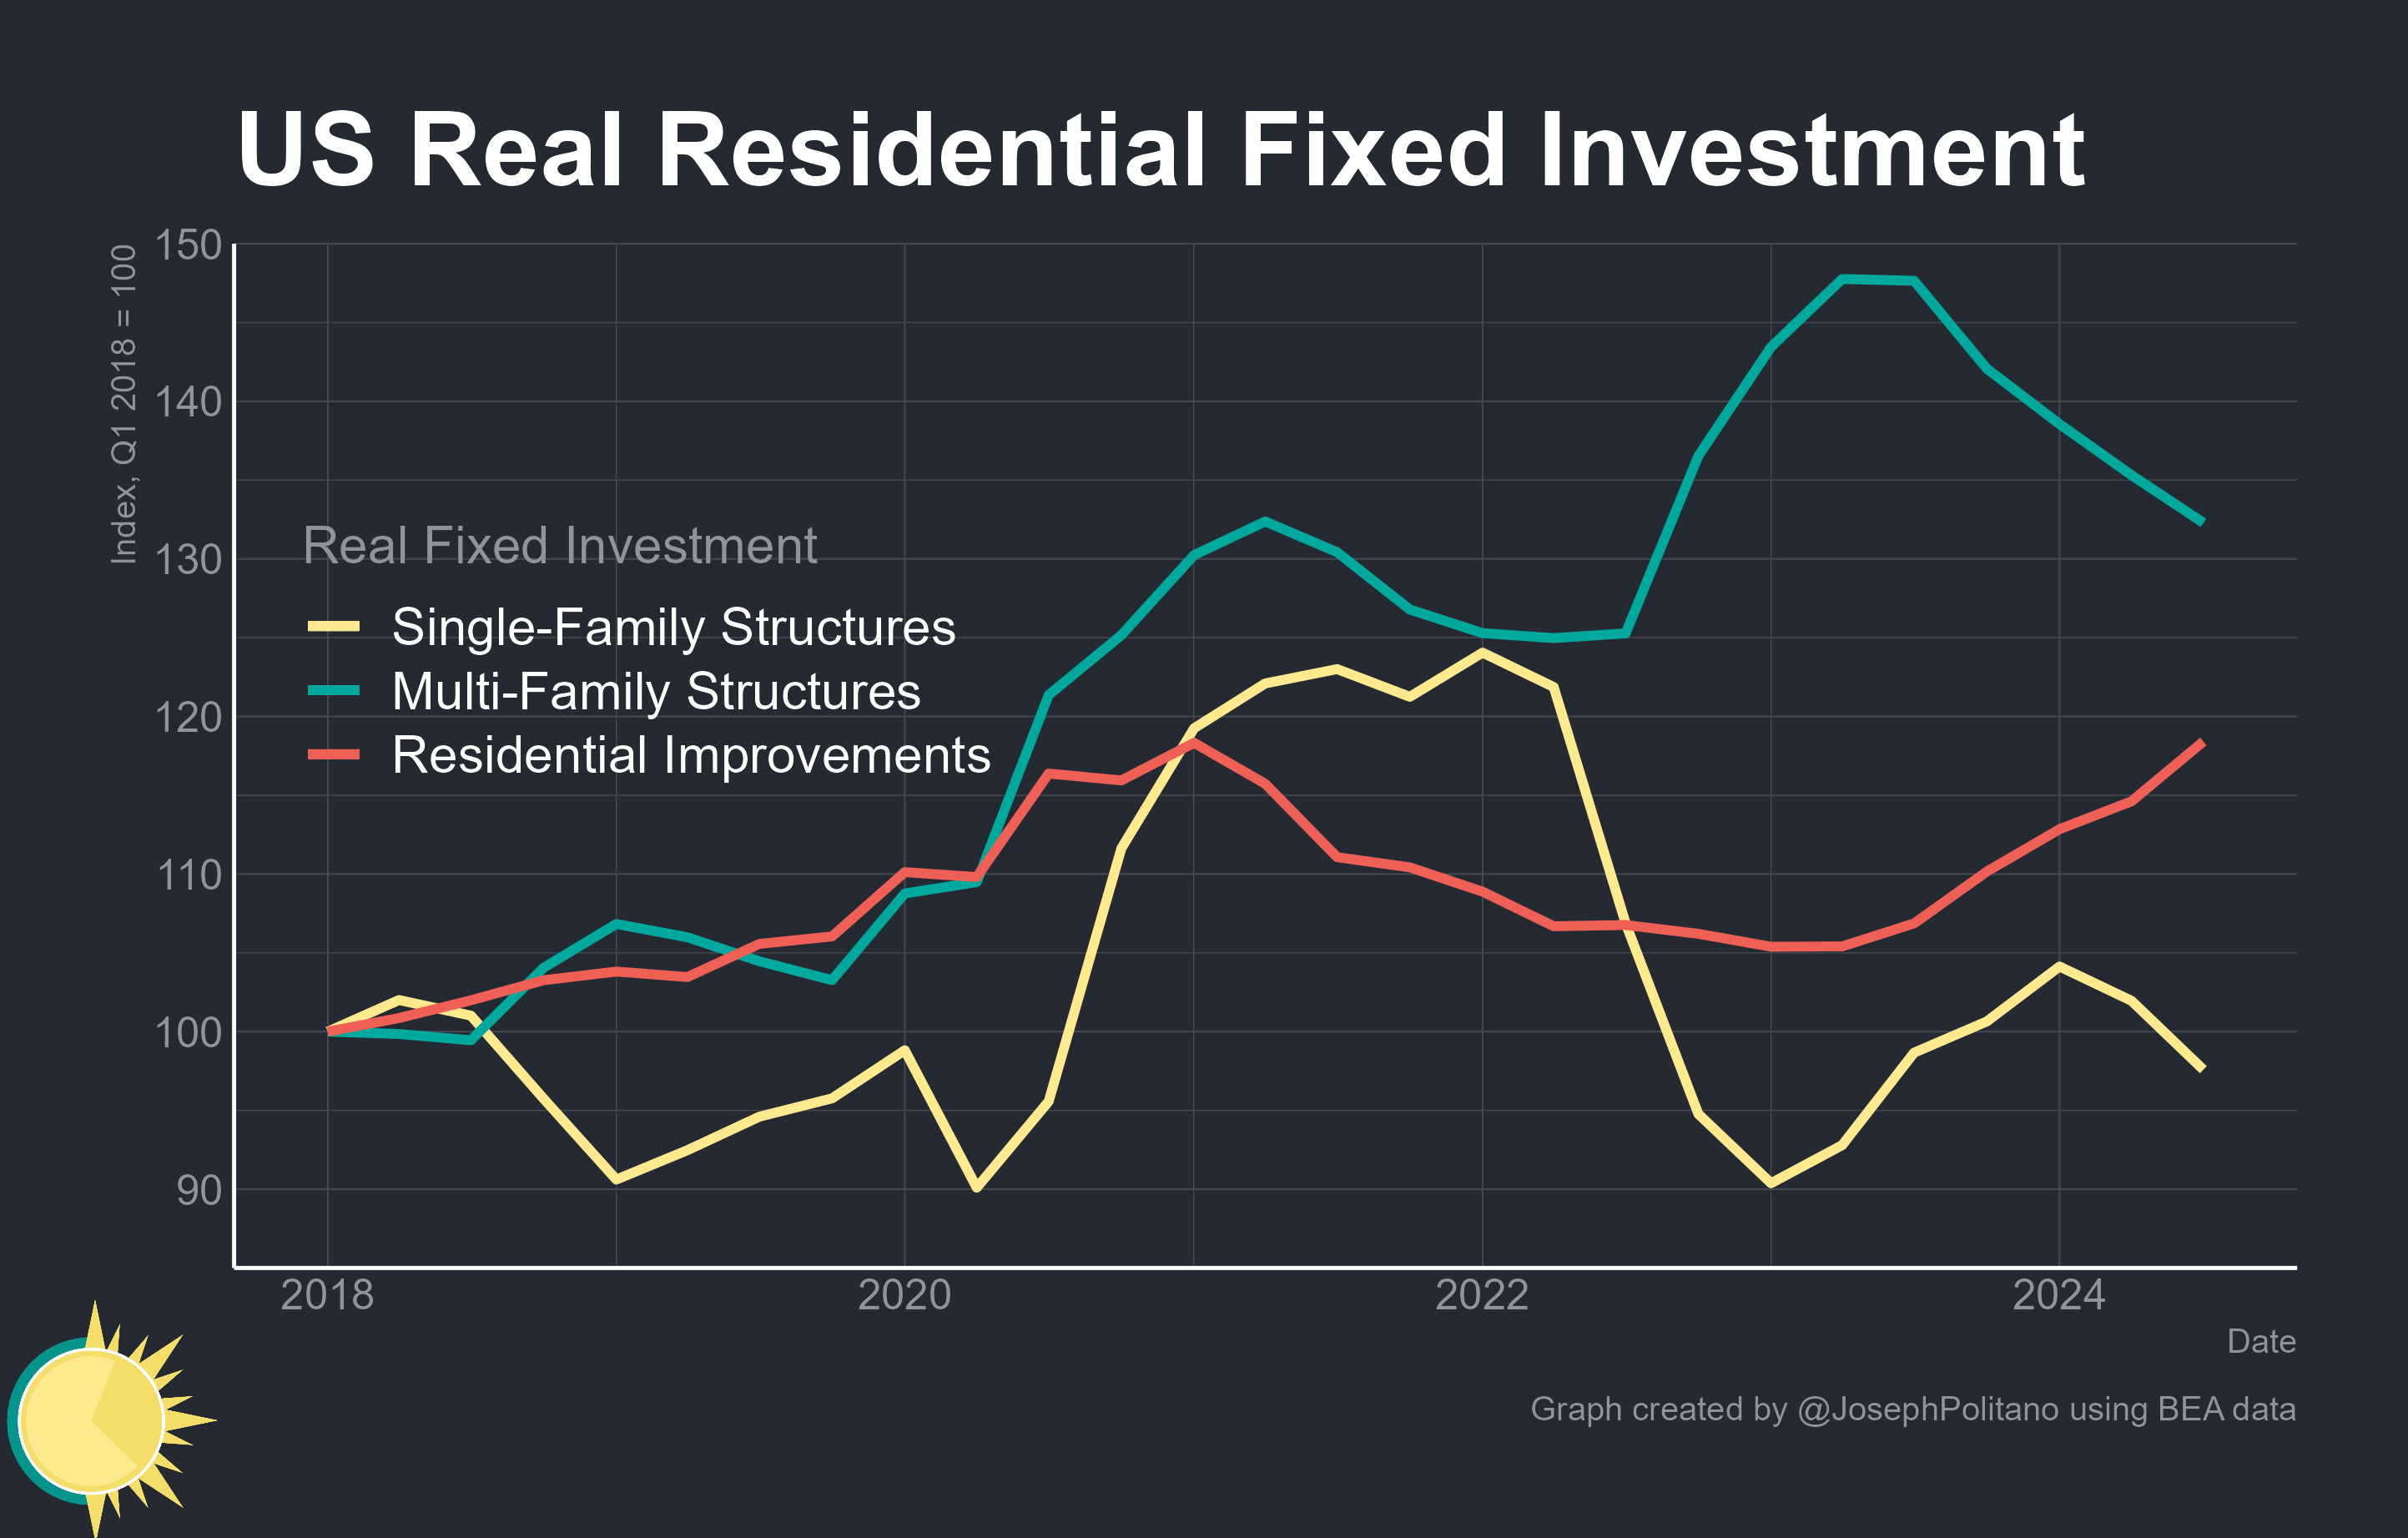 US Real Residential Fixed Investment
Index, Q1 2018 = 100
150
140
130
120
110
100
90
Real Fixed Investment
Single-Family Structures
Multi-Family Structures
Residential Improvements
2018
2020
2022
2024
Date
Graph created by @JosephPolitano using BEA data